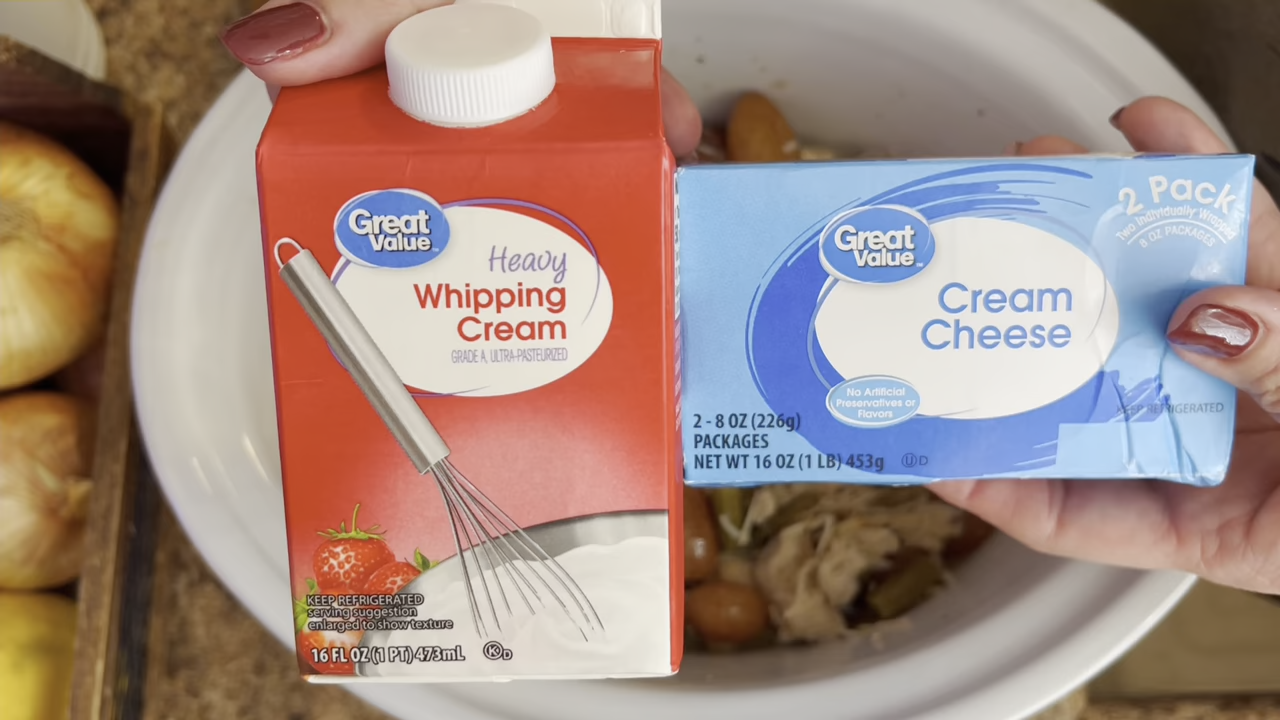 Great
Value™
Heavy
Whipping
Cream
GRADE A, ULTRA-PASTEURIZED
KEEP REFRIGERATED
serving suggestion
enlarged to show texture
16 FL OZ (1 PT) 473mL
K D
Great
Value™
Cream
Cheese
No Artificial
Preservatives or
Flavors
2 Pack
Two Individually Wrapped
8 OZ PACKAGES
KEEP REFRIGERATED
2 - 8 OZ (226g)
PACKAGES
NET WT 16 OZ (1 LB) 453g
U D